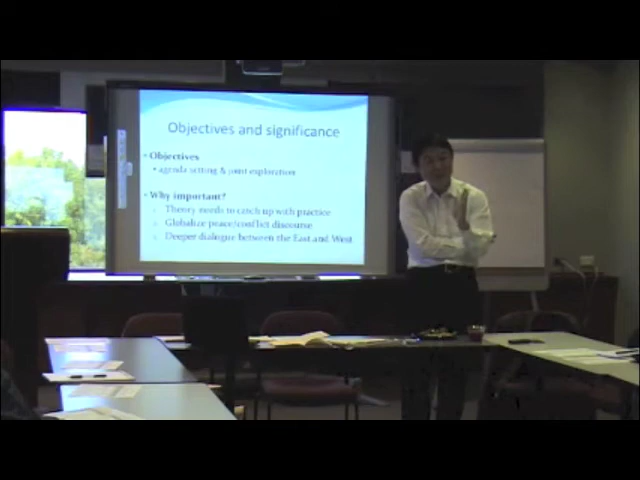 Objectives and significance
• Objectives
• agenda setting & joint exploration
• Why important?
Theory needs to catch up with practice
Globalize peace/conflict discourse
Deeper dialogue between the East and West